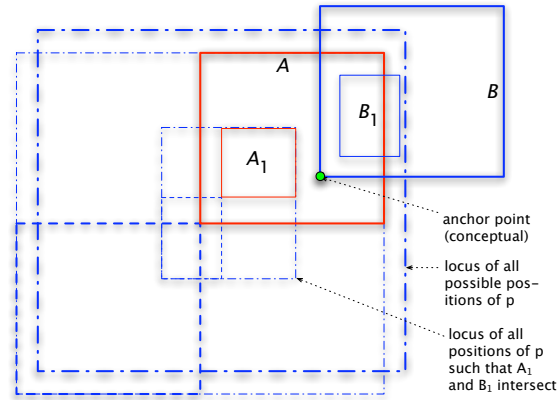 A
B
B1
A1
anchor point
(conceptual)
locus of all
possible pos-
itions of p
locus of all
positions of p
such that A1
and B1 intersect